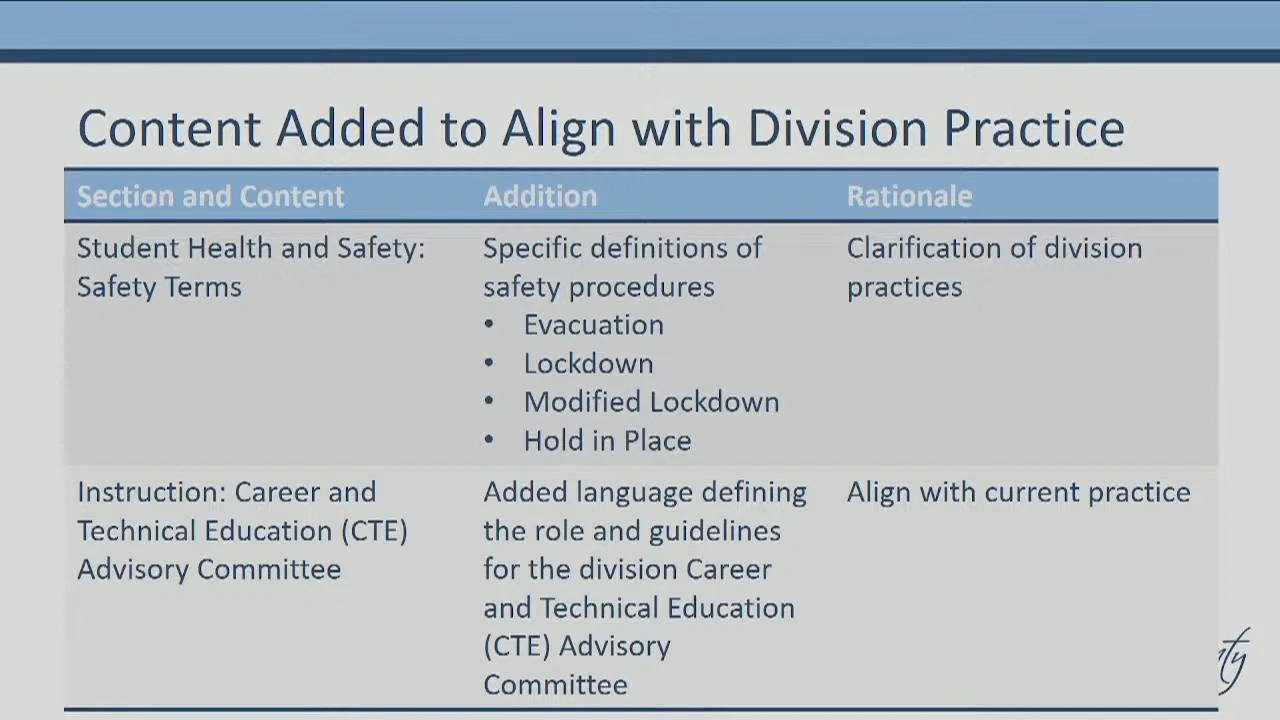 Content Added to Align with Division Practice
Section and Content
Addition
Rationale
Student Health and Safety:
Safety Terms
Specific definitions of
safety procedures
• Evacuation
• Lockdown
• Modified Lockdown
• Hold in Place
Clarification of division
practices
Instruction: Career and
Technical Education (CTE)
Advisory Committee
Added language defining
the role and guidelines
for the division Career
and Technical Education
(CTE) Advisory
Committee
Align with current practice